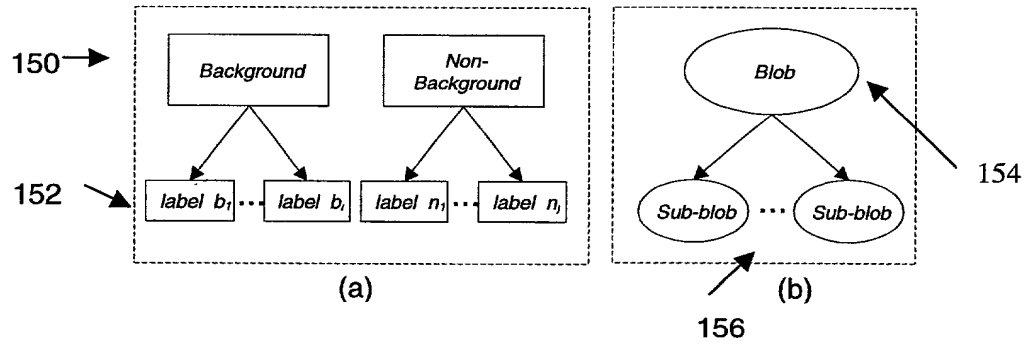 150
Background
Non-
Background
Blob
152
label b1
...
label bi
label n1
...
label nj
154
Sub-blob
...
Sub-blob
(a)
(b)
156